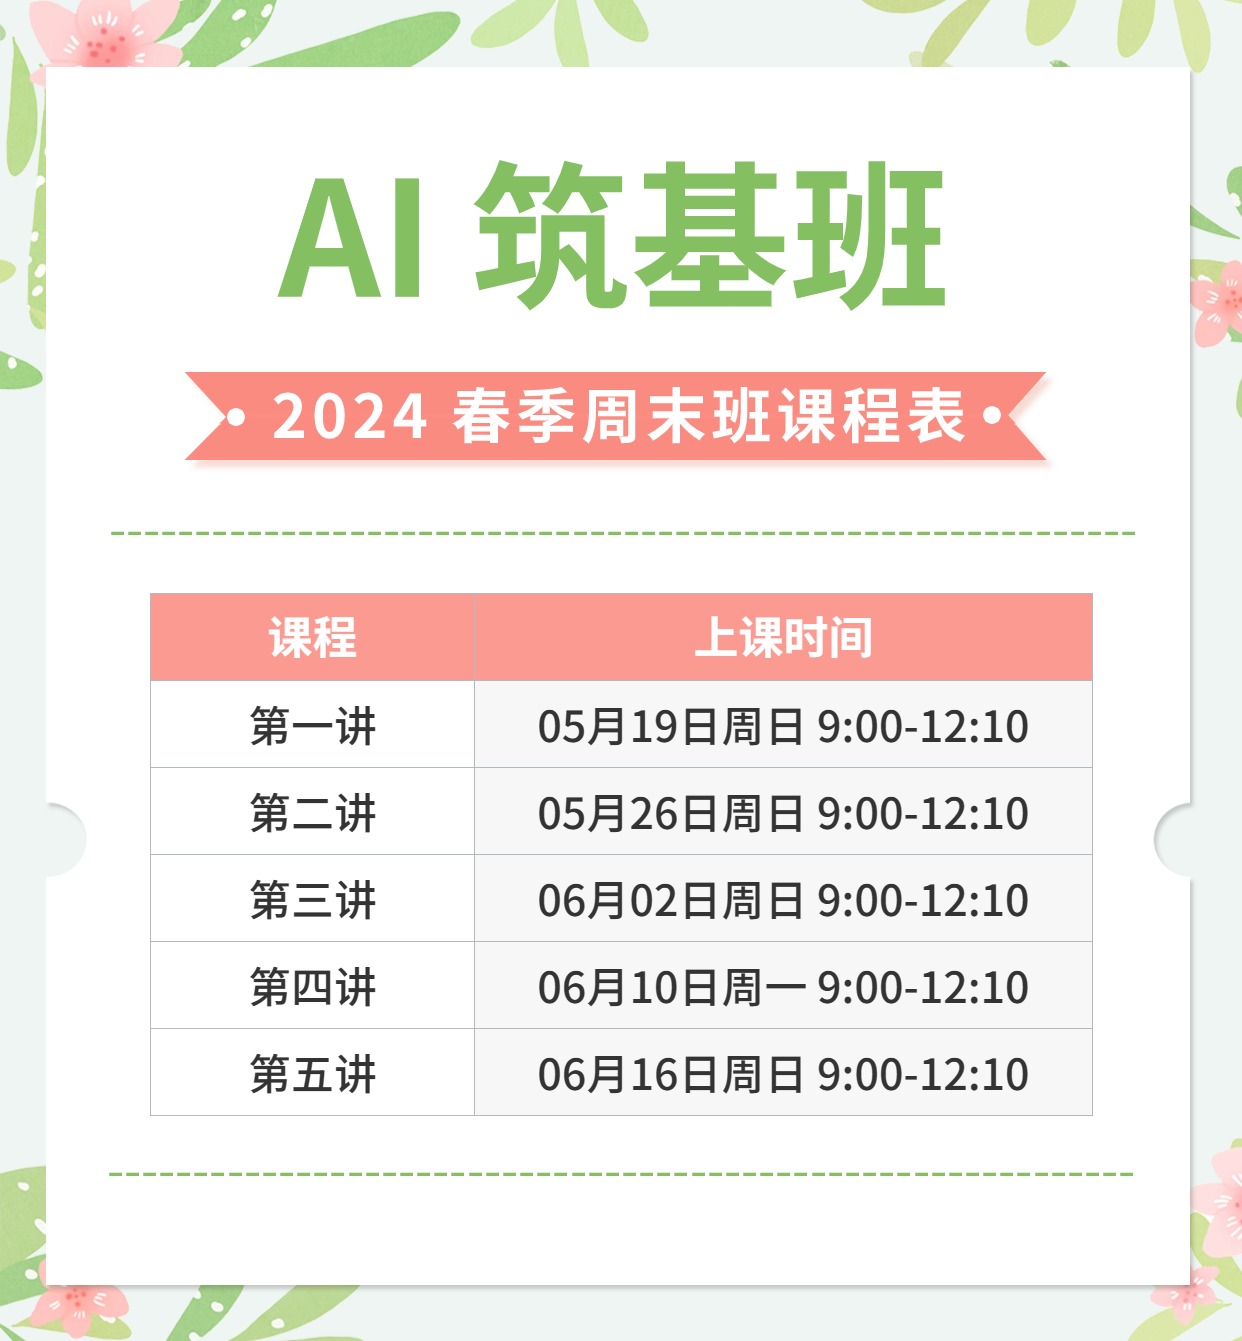 AI 筑基班
2024 春季周末班课程表
课程 上课时间
第一讲 05月19日周日 9:00-12:10
第二讲 05月26日周日 9:00-12:10
第三讲 06月02日周日 9:00-12:10
第四讲 06月10日周一 9:00-12:10
第五讲 06月16日周日 9:00-12:10